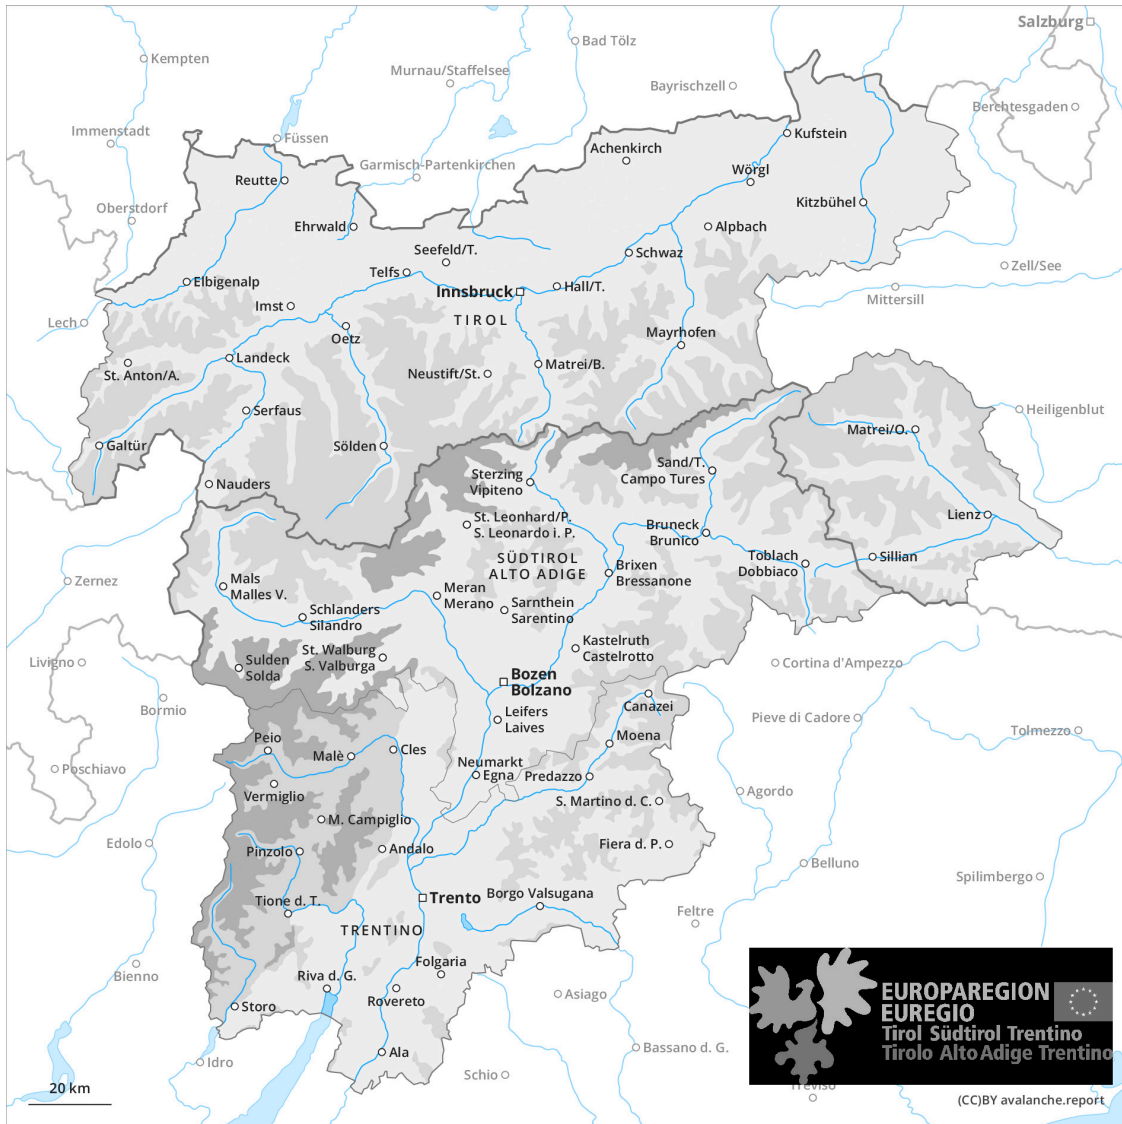 Salzburg
Bad Tölz
Kempten
Murnau/Staffelsee
Bayrischzell
Berchtesgaden
Immenstadt
Füssen
Kufstein
Achenkirch
Garmisch-Partenkirchen
Wörgl
Reutte
Kitzbühel
Oberstdorf
Ehrwald
Alpbach
Seefeld/T.
Schwaz
Zell/See
Telfs
Elbigenalp
Innsbruck
Hall/T.
Mittersill
Imst
Lech
TIROL
Oetz
Mayrhofen
Landeck
Matrei/B.
St. Anton/A.
Neustift/St.
Serfaus
Heiligenblut
Matrei/O.
Galtür
Sölden
Sand/T.
Campo Tures
Sterzing
Vipiteno
Nauders
St. Leonhard/P.
S. Leonardo i. P.
Lienz
Bruneck
Brunico
SÜDTIROL
ALTO ADIGE
Toblach
Dobbiaco
Sillian
Brixen
Bressanone
Zernez
Mals
Malles V.
Meran
Merano
Sarnthein
Sarentino
Schlanders
Silandro
Kastelruth
Castelrotto
St. Walburg
S. Valburga
Livigno
Sulden
Solda
Cortina d'Ampezzo
Bozen
Bolzano
Bormio
Canazei
Leifers
Laives
Pieve di Cadore
Tolmezzo
Peio
Moena
Cles
Malè
Neumarkt
Egna
Predazzo
Poschiavo
Vermiglio
Agordo
S. Martino d. C.
M. Campiglio
Edolo
Fiera d. P.
Andalo
Pinzolo
Belluno
Spilimbergo
Borgo Valsugana
Trento
Tione d. T.
Feltre
TRENTINO
Folgaria
Bienno
Riva d. G.
Asiago
Rovereto
Storo
EUROPAREGION
EUREGIO
Tirol Südtirol Trentino
Tirolo Alto Adige Trentino
Ala
Bassano d. G.
Idro
Schio
Treviso
20 km
(CC)BY avalanche.report